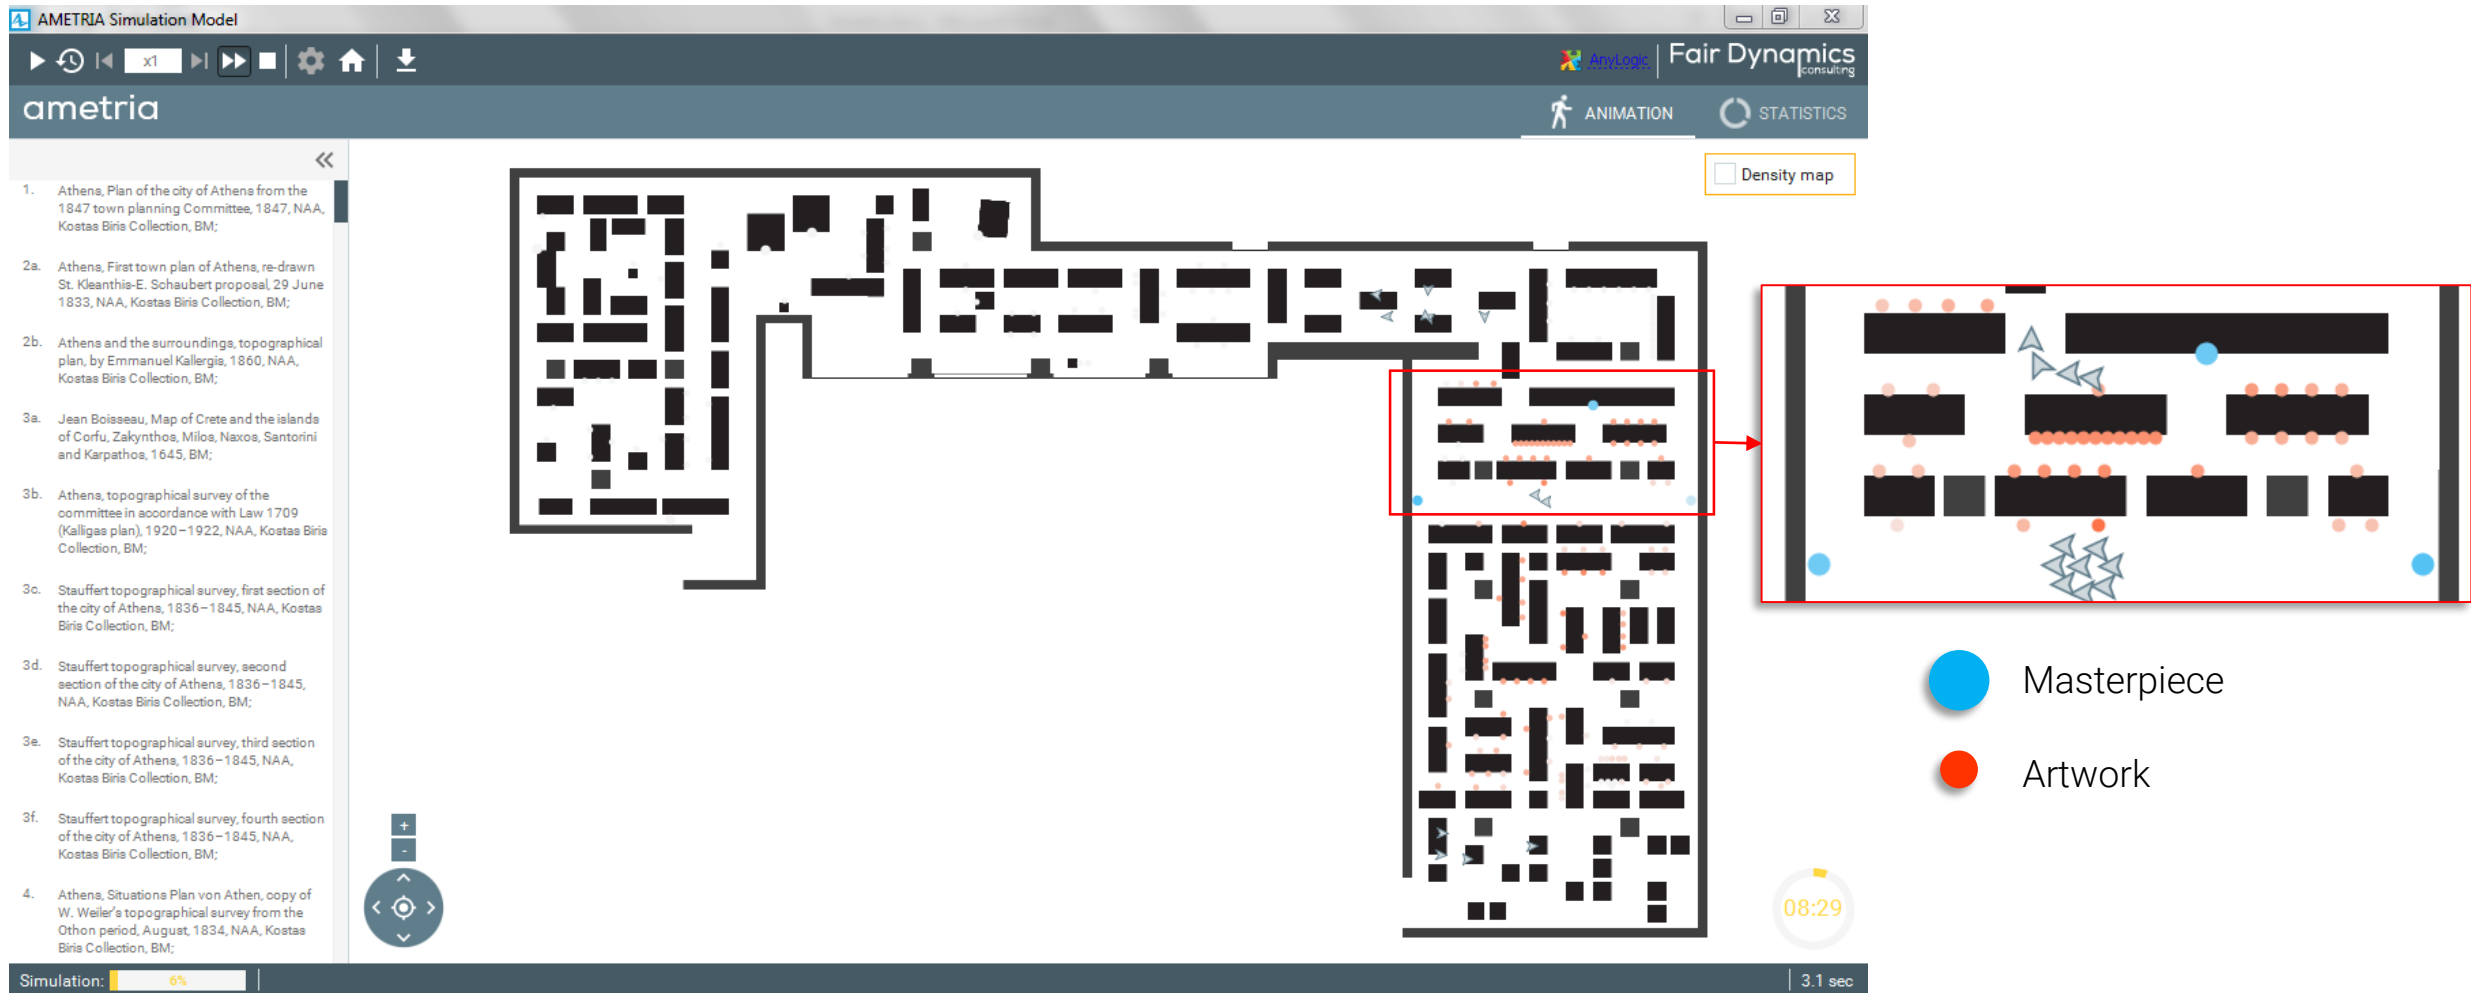 AMETRIA Simulation Model
x1
AnyLogic
Fair Dynamics
consulting
ametria
ANIMATION
STATISTICS
Density map
1. Athens, Plan of the city of Athens from the
1847 town planning Committee, 1847, NAA,
Kostas Biris Collection, BM;
2a. Athens, First town plan of Athens, re-drawn
St. Kleanthis-E. Schaubert proposal, 29 June
1833, NAA, Kostas Biris Collection, BM;
2b. Athens and the surroundings, topographical
plan, by Emmanuel Kallergis, 1860, NAA,
Kostas Biris Collection, BM;
3a. Jean Boisseau, Map of Crete and the islands
of Corfu, Zakynthos, Milos, Naxos, Santorini
and Karpathos, 1645, BM;
3b. Athens, topographical survey of the
committee in accordance with Law 1709
(Kalligas plan), 1920–1922, NAA, Kostas Biris
Collection, BM;
3c. Stauffert topographical survey, first section of
the city of Athens, 1836–1845, NAA, Kostas
Biris Collection, BM;
3d. Stauffert topographical survey, second
section of the city of Athens, 1836–1845,
NAA, Kostas Biris Collection, BM;
3e. Stauffert topographical survey, third section
of the city of Athens, 1836–1845, NAA,
Kostas Biris Collection, BM;
3f. Stauffert topographical survey, fourth section
of the city of Athens, 1836–1845, NAA,
Kostas Biris Collection, BM;
4. Athens, Situations Plan von Athen, copy of
W. Weiler's topographical survey from the
Othon period, August, 1834, NAA, Kostas
Biris Collection, BM;
+
-
Masterpiece
Artwork
08:29
Simulation:
6%
3.1 sec